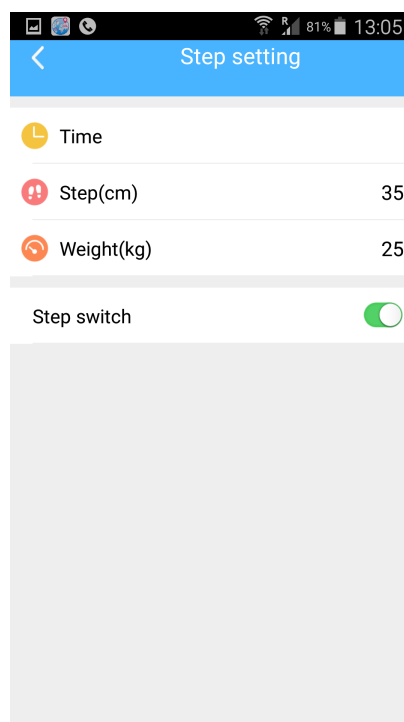 R 81% 13:05
Step setting
Time
Step(cm) 35
Weight(kg) 25
Step switch